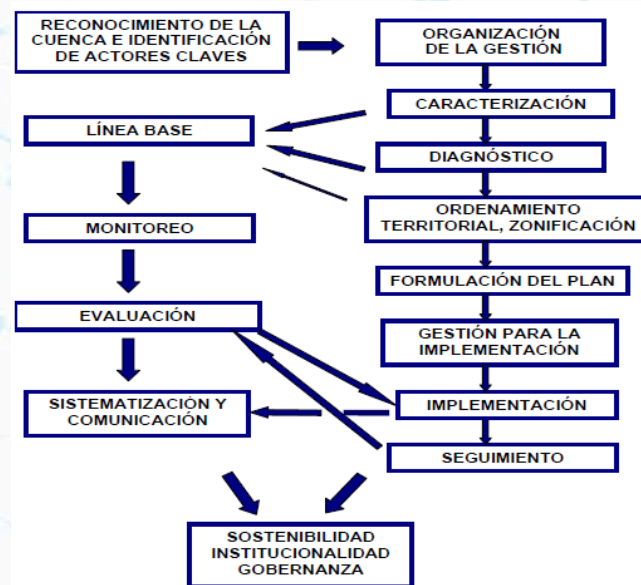 RECONOCIMIENTO DE LA
CUENCA E IDENTIFICACIÓN
DE ACTORES CLAVES
ORGANIZACIÓN
DE LA GESTIÓN
CARACTERIZACIÓN
LÍNEA BASE
DIAGNÓSTICO
ORDENAMIENTO
TERRITORIAL, ZONIFICACIÓN
MONITOREO
FORMULACIÓN DEL PLAN
EVALUACIÓN
GESTIÓN PARA LA
IMPLEMENTACIÓN
SISTEMATIZACIÓN Y
COMUNICACIÓN
IMPLEMENTACIÓN
SEGUIMIENTO
SOSTENIBILIDAD
INSTITUCIONALIDAD
GOBERNANZA